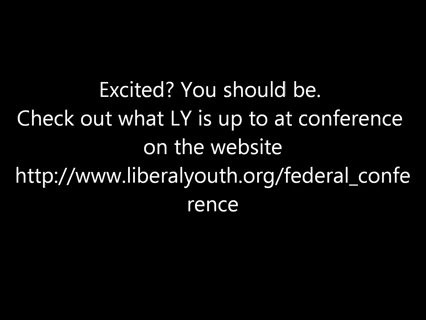 Excited? You should be.
Check out what LY is up to at conference
on the website
http://www.liberalyouth.org/federal_confe
rence